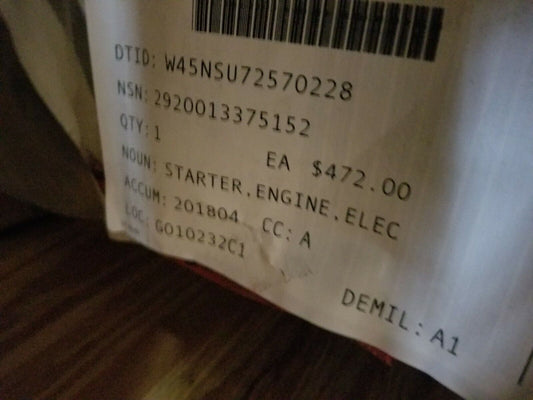 DTID: W45NSU72570228
NSN: 2920013375152
QTY: 1 EA $472.00
NOUN: STARTER,ENGINE,ELEC
ACCUM: 201804 CC: A
LOC: GO10232C1
DEMIL: A1